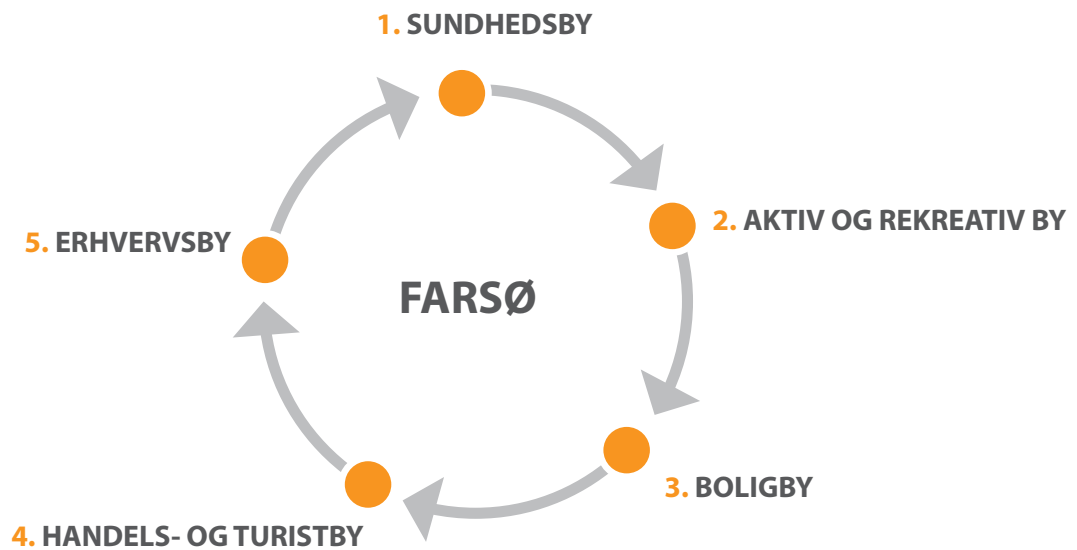 1. SUNDHEDSBY
2. AKTIV OG REKREATIV BY
5. ERHVERVSBY
FARSØ
3. BOLIGBY
4. HANDELS- OG TURISTBY